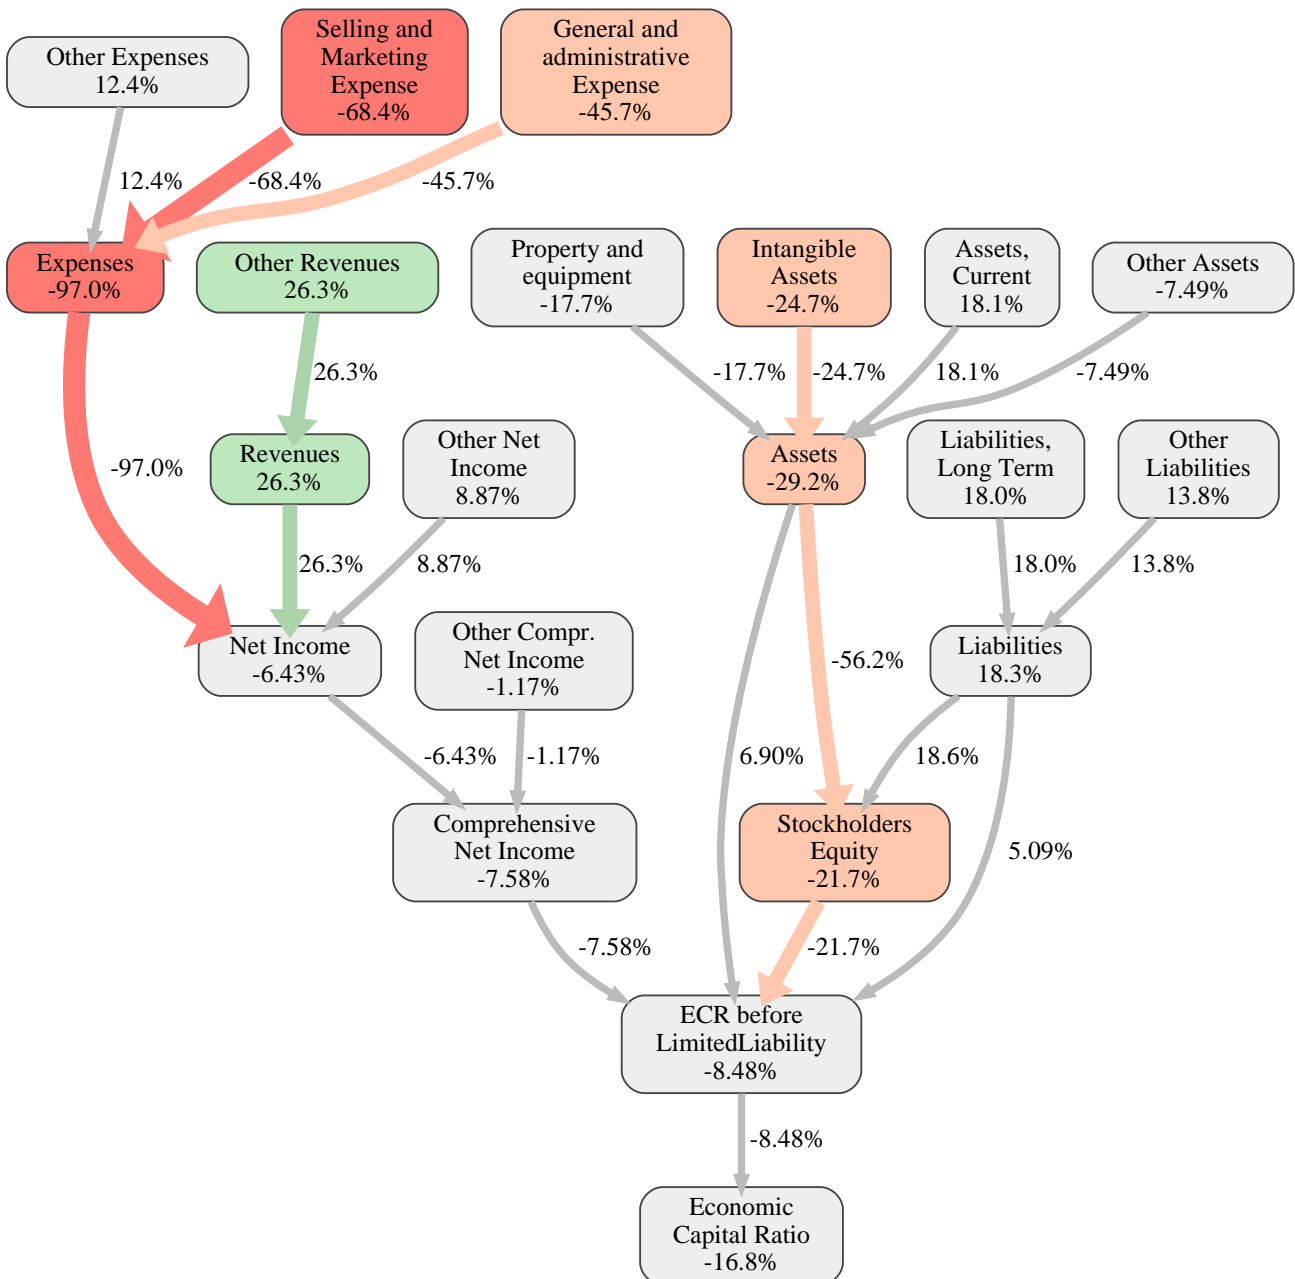 Other Expenses
12.4%
Selling and
Marketing
Expense
-68.4%
General and
administrative
Expense
-45.7%
12.4%
-68.4%
-45.7%
Expenses
-97.0%
Other Revenues
26.3%
Property and
equipment
-17.7%
Intangible
Assets
-24.7%
Assets,
Current
18.1%
Other Assets
-7.49%
26.3%
-17.7%
-24.7%
18.1%
-7.49%
-97.0%
Revenues
26.3%
Other Net
Income
8.87%
Assets
-29.2%
Liabilities,
Long Term
18.0%
Other
Liabilities
13.8%
26.3%
8.87%
18.0%
13.8%
Net Income
-6.43%
Other Compr.
Net Income
-1.17%
-56.2%
Liabilities
18.3%
-6.43%
-1.17%
6.90%
18.6%
Comprehensive
Net Income
-7.58%
Stockholders
Equity
-21.7%
5.09%
-7.58%
-21.7%
ECR before
LimitedLiability
-8.48%
-8.48%
Economic
Capital Ratio
-16.8%